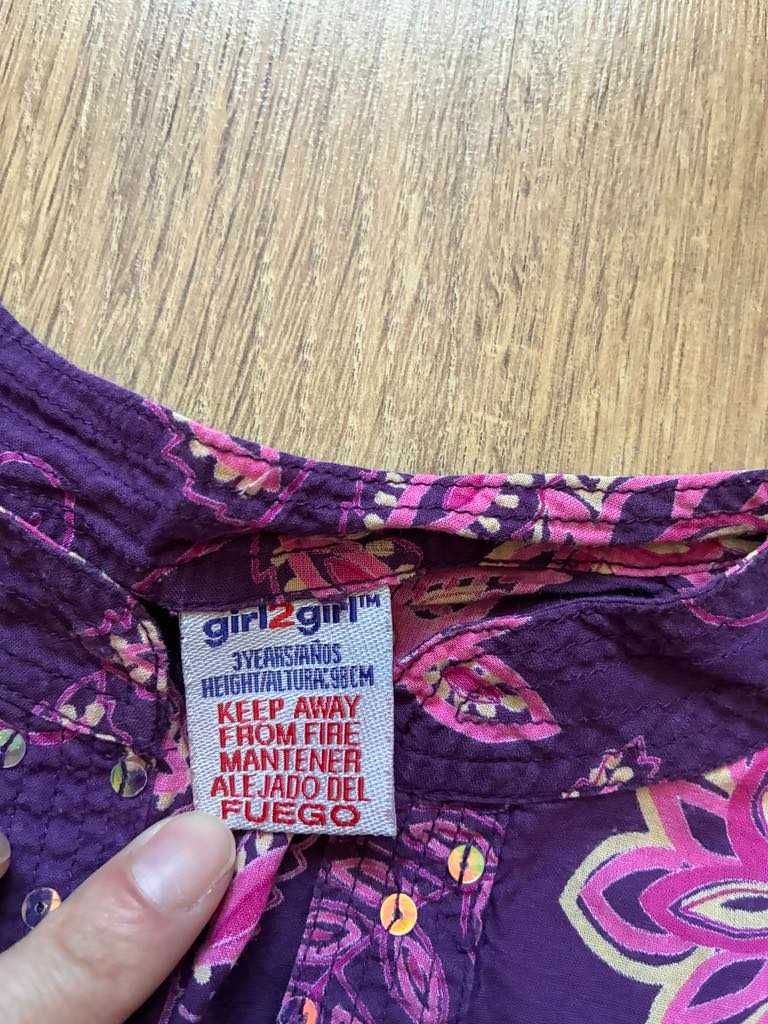 girl2girl™
3YEARS/AÑOS
HEIGHT/ALTURA:98CM
KEEP AWAY
FROM FIRE
MANTENER
ALEJADO DEL
FUEGO